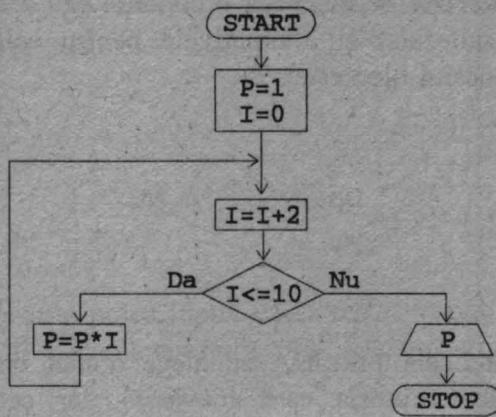 START
P=1
I=0
I=I+2
Da
I<=10
Nu
P=P*I
P
STOP